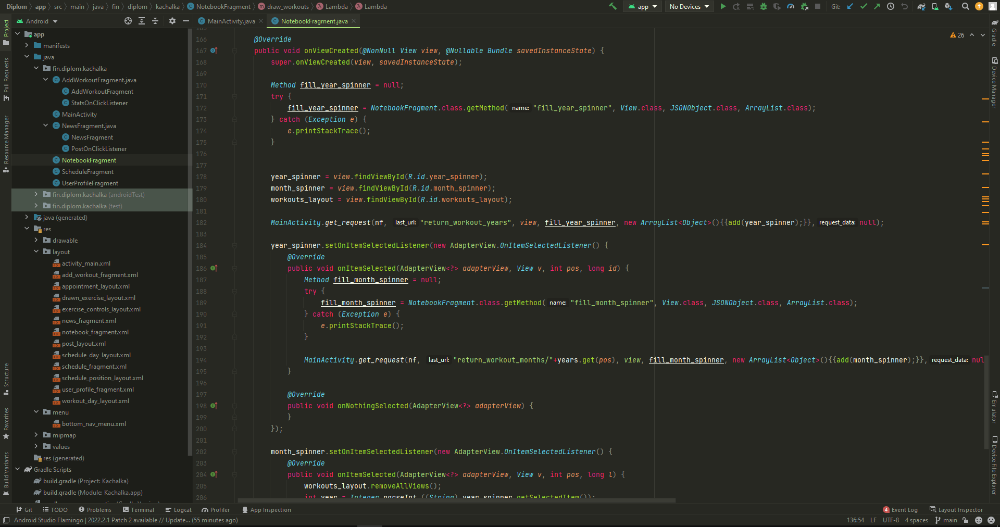 Diplom app src main java fin diplom kachalka NotebookFragment draw_workouts Lambda Lambda
app No Devices Git:
Android
MainActivity.java NotebookFragment.java
Project
Pull Requests
Resource Manager
Structure
Favorites
Build Variants
app
manifests
java
fin.diplom.kachalka
AddWorkoutFragment.java
AddWorkoutFragment
StatsOnClickListener
MainActivity
NewsFragment.java
NewsFragment
PostOnClickListener
NotebookFragment
ScheduleFragment
UserProfileFragment
fin.diplom.kachalka (androidTest)
fin.diplom.kachalka (test)
java (generated)
res
drawable
layout
activity_main.xml
add_workout_fragment.xml
appointment_layout.xml
drawn_exercise_layout.xml
exercise_controls_layout.xml
news_fragment.xml
notebook_fragment.xml
post_layout.xml
schedule_day_layout.xml
schedule_fragment.xml
schedule_position_layout.xml
user_profile_fragment.xml
workout_day_layout.xml
menu
bottom_nav_menu.xml
mipmap
values
res (generated)
Gradle Scripts
build.gradle (Project: Kachalka)
build.gradle (Module: Kachalka.app)
26
166 @Override
167 public void onViewCreated(@NonNull View view, @Nullable Bundle savedInstanceState) {
168 super.onViewCreated(view, savedInstanceState);
169
170 Method fill_year_spinner = null;
171 try {
172 fill_year_spinner = NotebookFragment.class.getMethod( name: "fill_year_spinner", View.class, JSONObject.class, ArrayList.class);
173 } catch (Exception e) {
174 e.printStackTrace();
175 }
176
177
178 year_spinner = view.findViewById(R.id.year_spinner);
179 month_spinner = view.findViewById(R.id.month_spinner);
180 workouts_layout = view.findViewById(R.id.workouts_layout);
181
182 MainActivity.get_request(nf, last_url: "return_workout_years", view, fill_year_spinner, new ArrayList<Object>(){{add(year_spinner);}}, request_data: null);
183
184 year_spinner.setOnItemSelectedListener(new AdapterView.OnItemSelectedListener() {
185 @Override
186 public void onItemSelected(AdapterView<?> adapterView, View v, int pos, long id) {
187 Method fill_month_spinner = null;
188 try {
189 fill_month_spinner = NotebookFragment.class.getMethod( name: "fill_month_spinner", View.class, JSONObject.class, ArrayList.class);
190 } catch (Exception e) {
191 e.printStackTrace();
192 }
193
194 MainActivity.get_request(nf, last_url: "return_workout_months/"+years.get(pos), view, fill_month_spinner, new ArrayList<Object>(){{add(month_spinner);}}, request_data: nul
195 }
196
197 @Override
198 public void onNothingSelected(AdapterView<?> adapterView) {
199 }
200 });
201
202 month_spinner.setOnItemSelectedListener(new AdapterView.OnItemSelectedListener() {
203 @Override
204 public void onItemSelected(AdapterView<?> adapterView, View v, int pos, long l) {
205 workouts_layout.removeAllViews();
206 int year = Integer.parseInt ((String) year_spinner.getSelectedItem());
Gradle
Device Manager
Emulator
Device File Explorer
Git TODO Problems Terminal Logcat Profiler App Inspection 4 Event Log Layout Inspector
Android Studio Flamingo | 2022.2.1 Patch 2 available // Update... (55 minutes ago) 136:54 LF UTF-8 4 spaces main